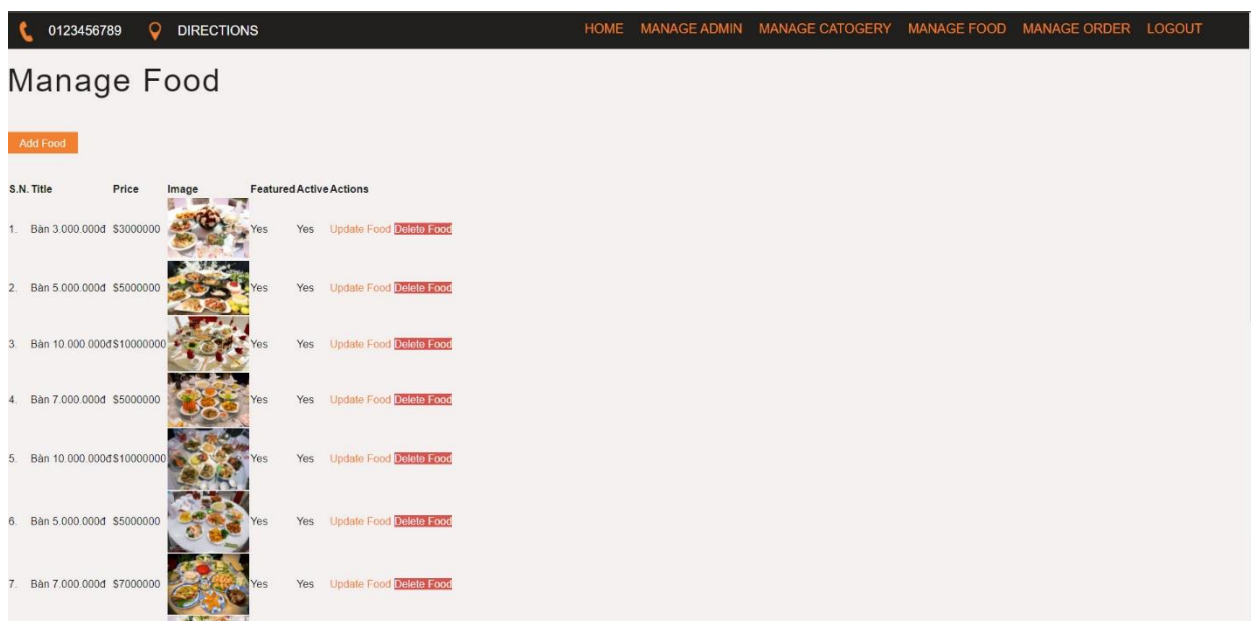 0123456789 DIRECTIONS HOME MANAGE ADMIN MANAGE CATOGERY MANAGE FOOD MANAGE ORDER LOGOUT
Manage Food
Add Food
S.N. Title Price Image Featured Active Actions
1. Bàn 3.000.000đ $3000000 Yes Yes Update Food Delete Food
2. Bàn 5.000.000đ $5000000 Yes Yes Update Food Delete Food
3. Bàn 10.000.000đ $10000000 Yes Yes Update Food Delete Food
4. Bàn 7.000.000đ $5000000 Yes Yes Update Food Delete Food
5. Bàn 10.000.000đ $10000000 Yes Yes Update Food Delete Food
6. Bàn 5.000.000đ $5000000 Yes Yes Update Food Delete Food
7. Bàn 7.000.000đ $7000000 Yes Yes Update Food Delete Food